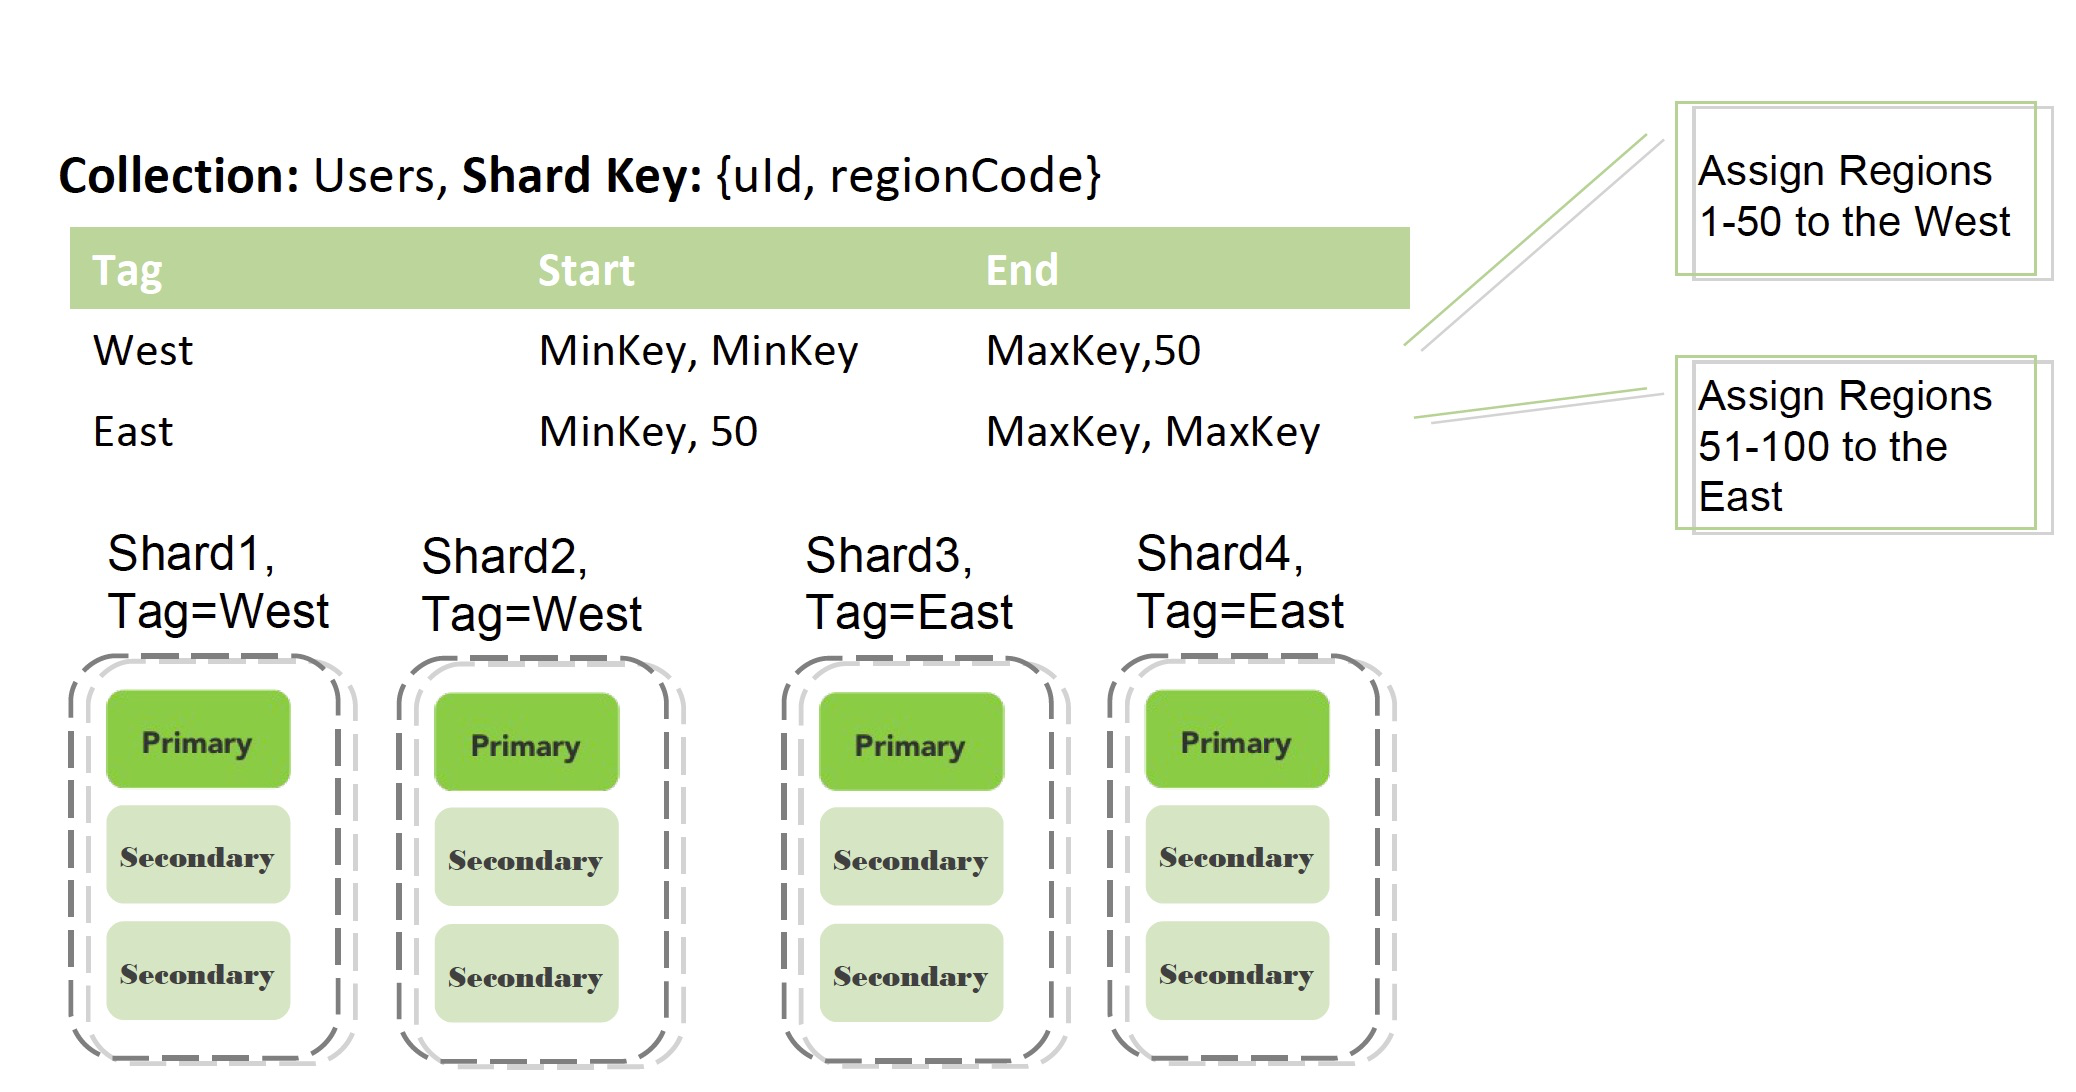 Collection: Users, Shard Key: {uId, regionCode}
Tag Start End
West MinKey, MinKey MaxKey,50
East MinKey, 50 MaxKey, MaxKey
Assign Regions
1-50 to the West
Assign Regions
51-100 to the
East
Shard1,
Tag=West
Primary
Secondary
Secondary
Shard2,
Tag=West
Primary
Secondary
Secondary
Shard3,
Tag=East
Primary
Secondary
Secondary
Shard4,
Tag=East
Primary
Secondary
Secondary